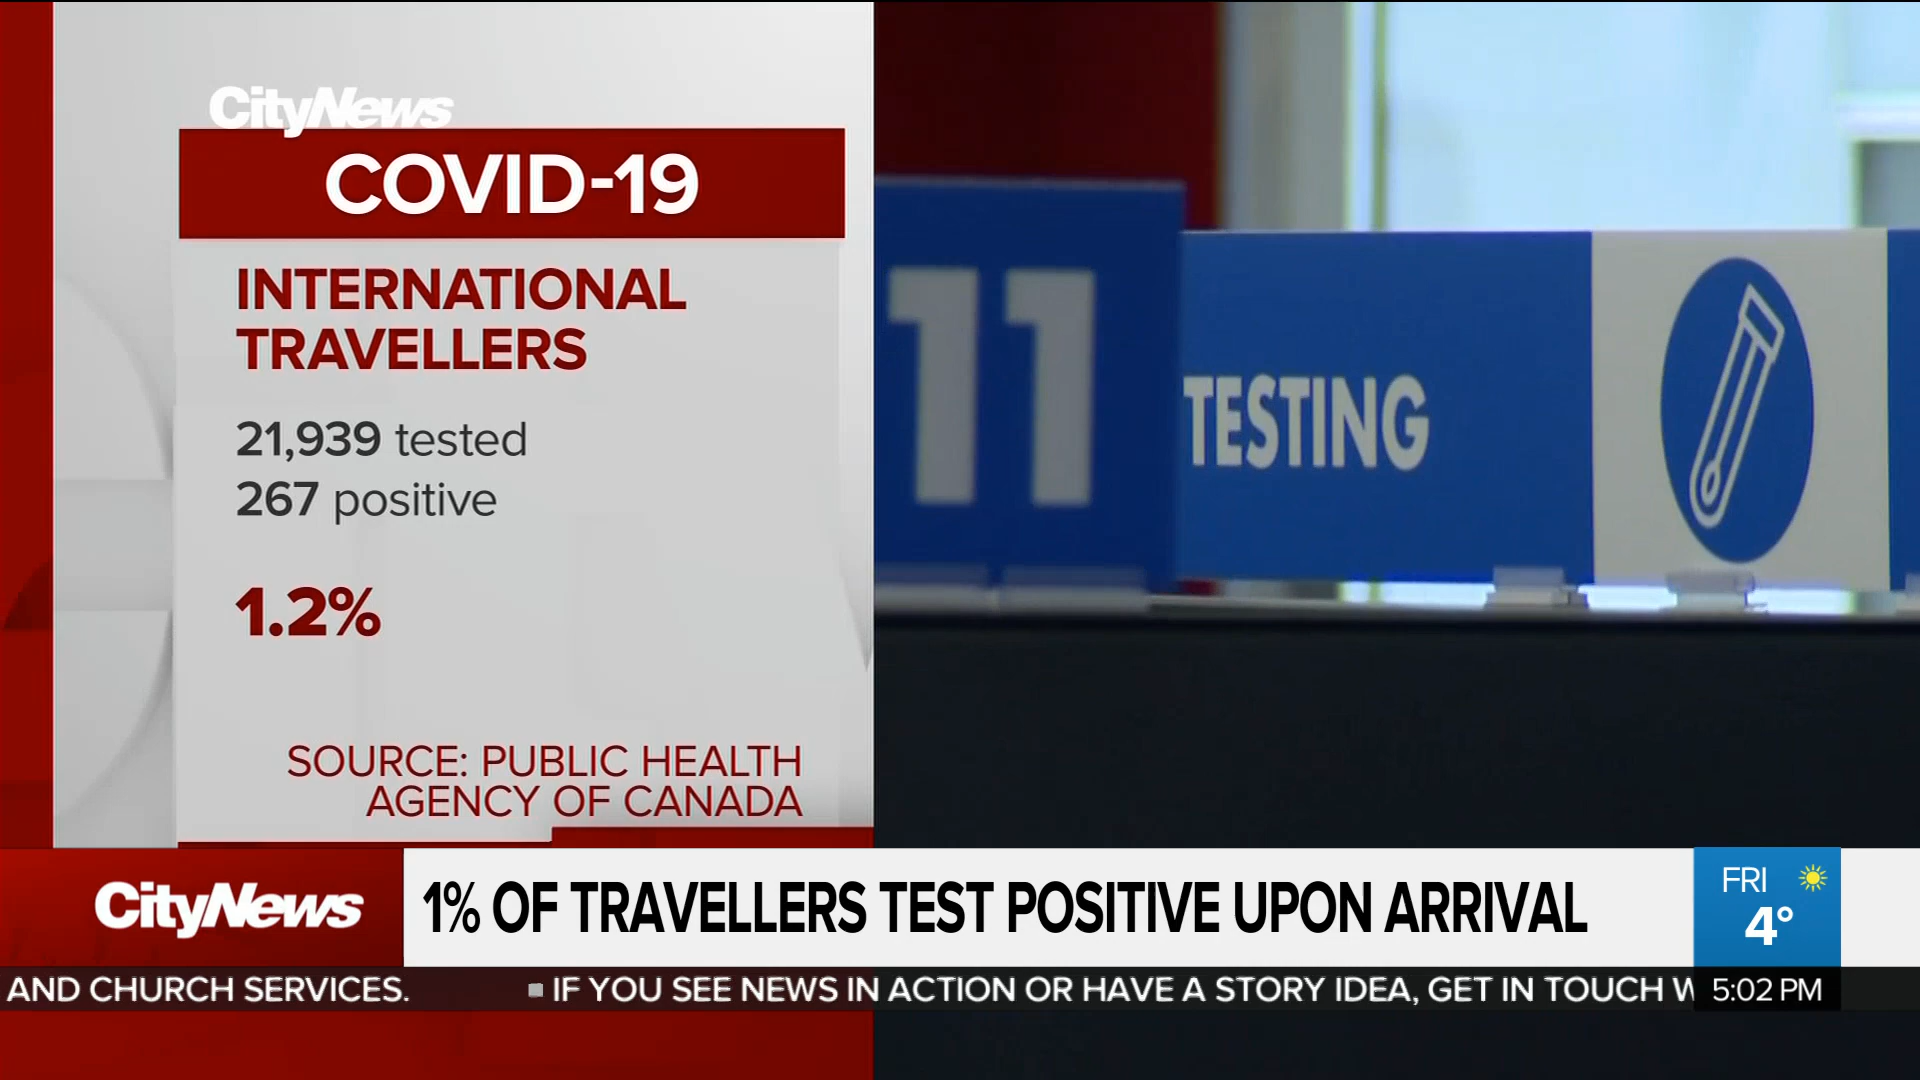 CityNews
COVID-19
INTERNATIONAL
TRAVELLERS
21,939 tested
267 positive
1.2%
SOURCE: PUBLIC HEALTH
AGENCY OF CANADA
11
TESTING
CityNews
1% OF TRAVELLERS TEST POSITIVE UPON ARRIVAL
FRI
4°
AND CHURCH SERVICES.
IF YOU SEE NEWS IN ACTION OR HAVE A STORY IDEA, GET IN TOUCH
5:02 PM